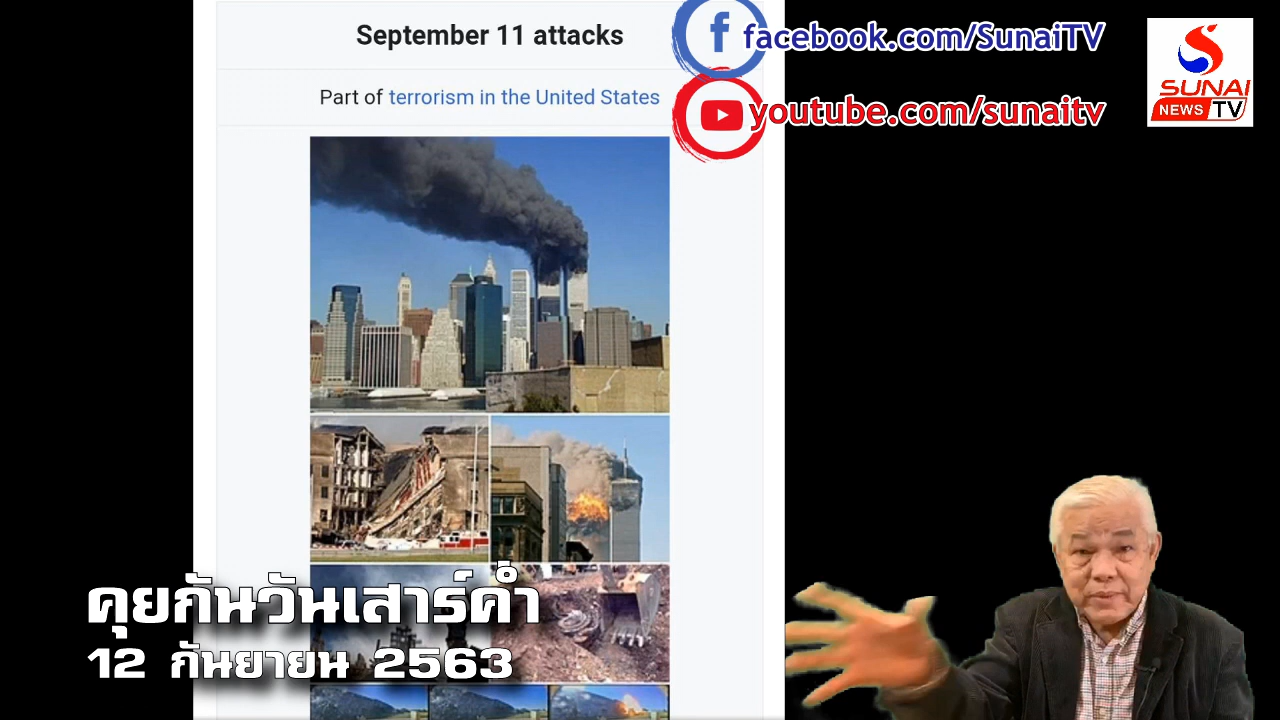 September 11 attacks
Part of terrorism in the United States
facebook.com/SunaiTV
youtube.com/sunaitv
SUNAI
NEWS TV
คุยกันวันเสาร์ค่ำ
12 กันยายน 2563